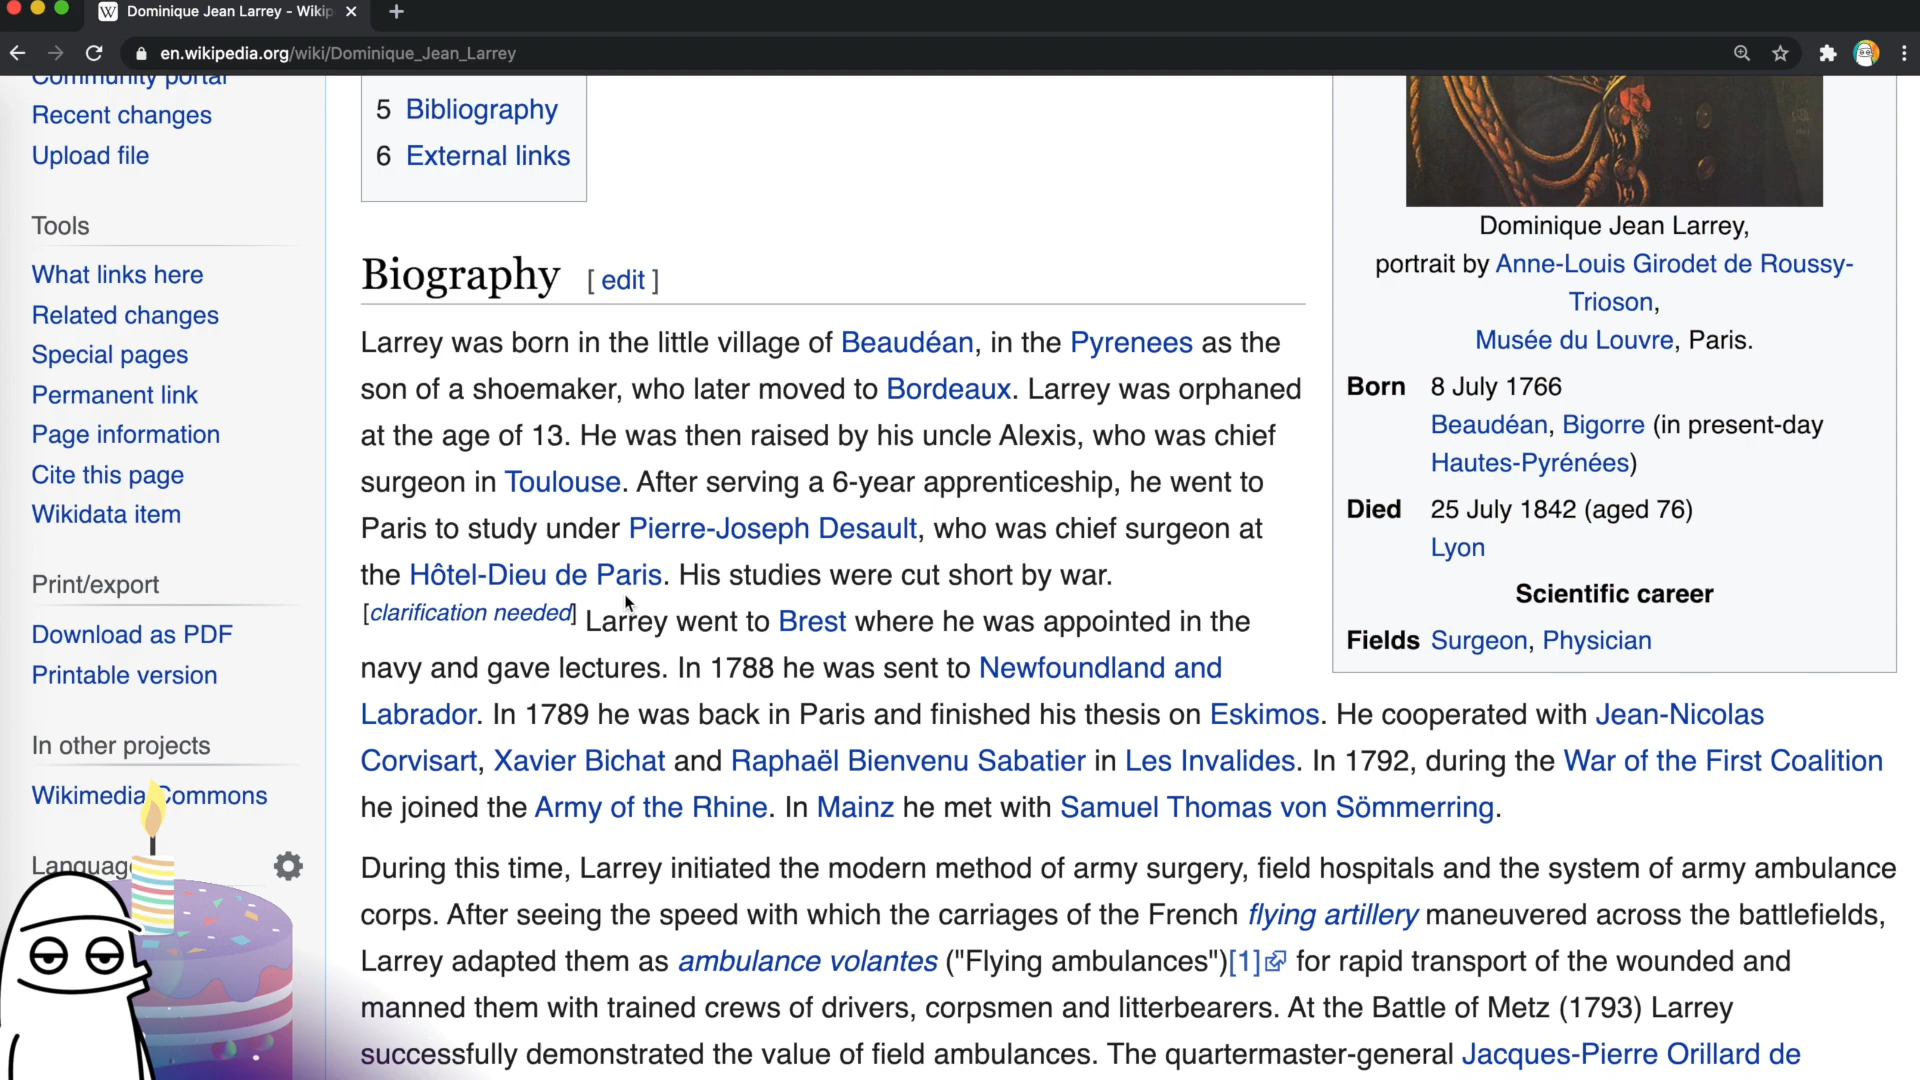 Dominique Jean Larrey - Wikip
en.wikipedia.org/wiki/Dominique_Jean_Larrey
Community portal
Recent changes
Upload file
Tools
What links here
Related changes
Special pages
Permanent link
Page information
Cite this page
Wikidata item
Print/export
Download as PDF
Printable version
In other projects
Wikimedia Commons
Languag
5 Bibliography
6 External links
Biography [ edit ]
Larrey was born in the little village of Beaudéan, in the Pyrenees as the
son of a shoemaker, who later moved to Bordeaux. Larrey was orphaned
at the age of 13. He was then raised by his uncle Alexis, who was chief
surgeon in Toulouse. After serving a 6-year apprenticeship, he went to
Paris to study under Pierre-Joseph Desault, who was chief surgeon at
the Hôtel-Dieu de Paris. His studies were cut short by war.
[clarification needed] Larrey went to Brest where he was appointed in the
navy and gave lectures. In 1788 he was sent to Newfoundland and
Labrador. In 1789 he was back in Paris and finished his thesis on Eskimos. He cooperated with Jean-Nicolas
Corvisart, Xavier Bichat and Raphaël Bienvenu Sabatier in Les Invalides. In 1792, during the War of the First Coalition
he joined the Army of the Rhine. In Mainz he met with Samuel Thomas von Sömmerring.
During this time, Larrey initiated the modern method of army surgery, field hospitals and the system of army ambulance
corps. After seeing the speed with which the carriages of the French flying artillery maneuvered across the battlefields,
Larrey adapted them as ambulance volantes ("Flying ambulances")[1] for rapid transport of the wounded and
manned them with trained crews of drivers, corpsmen and litterbearers. At the Battle of Metz (1793) Larrey
successfully demonstrated the value of field ambulances. The quartermaster-general Jacques-Pierre Orillard de
Dominique Jean Larrey,
portrait by Anne-Louis Girodet de Roussy-
Trioson,
Musée du Louvre, Paris.
Born 8 July 1766
Beaudéan, Bigorre (in present-day
Hautes-Pyrénées)
Died 25 July 1842 (aged 76)
Lyon
Scientific career
Fields Surgeon, Physician